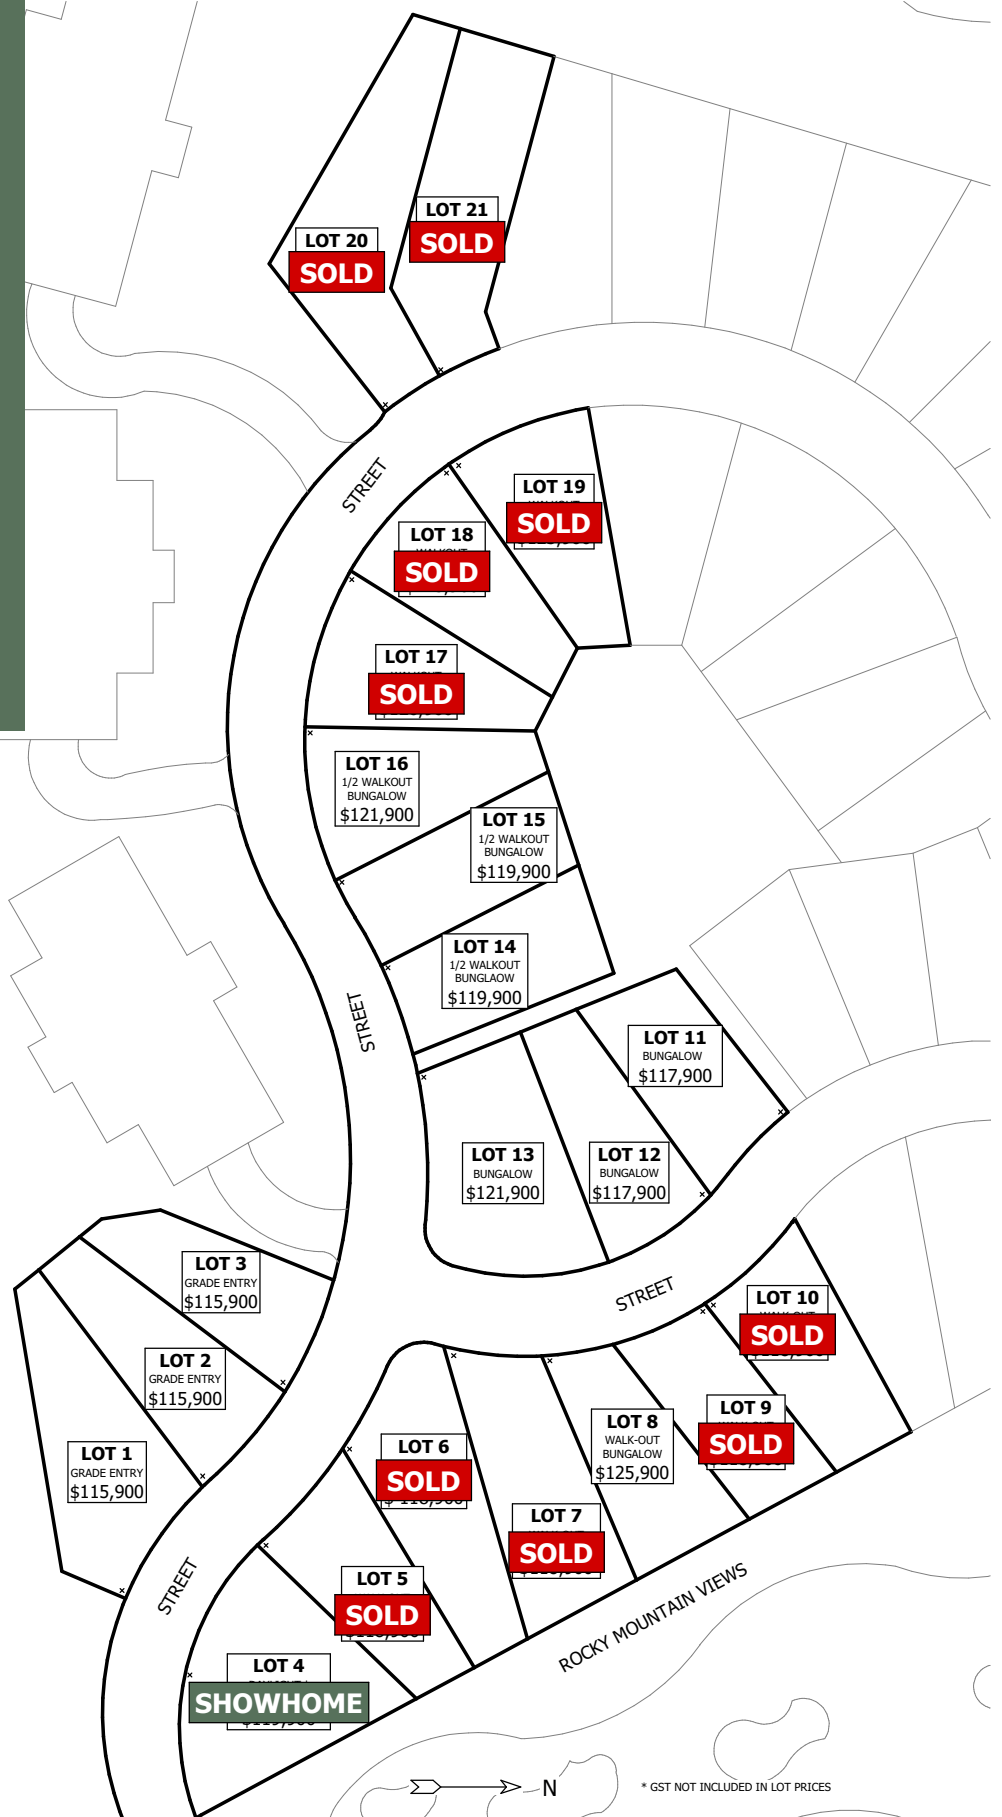 LOT 21
SOLD
LOT 20
SOLD
STREET
LOT 19
SOLD
LOT 18
SOLD
LOT 17
SOLD
LOT 16
1/2 WALKOUT
BUNGALOW
$121,900
LOT 15
1/2 WALKOUT
BUNGALOW
$119,900
LOT 14
1/2 WALKOUT
BUNGLAOW
$119,900
STREET
LOT 11
BUNGALOW
$117,900
LOT 13
BUNGALOW
$121,900
LOT 12
BUNGALOW
$117,900
LOT 3
GRADE ENTRY
$115,900
STREET
LOT 10
SOLD
LOT 2
GRADE ENTRY
$115,900
LOT 9
SOLD
LOT 8
WALK-OUT
BUNGALOW
$125,900
LOT 6
SOLD
LOT 1
GRADE ENTRY
$115,900
LOT 7
SOLD
LOT 5
SOLD
STREET
ROCKY MOUNTAIN VIEWS
LOT 4
SHOWHOME
N
* GST NOT INCLUDED IN LOT PRICES